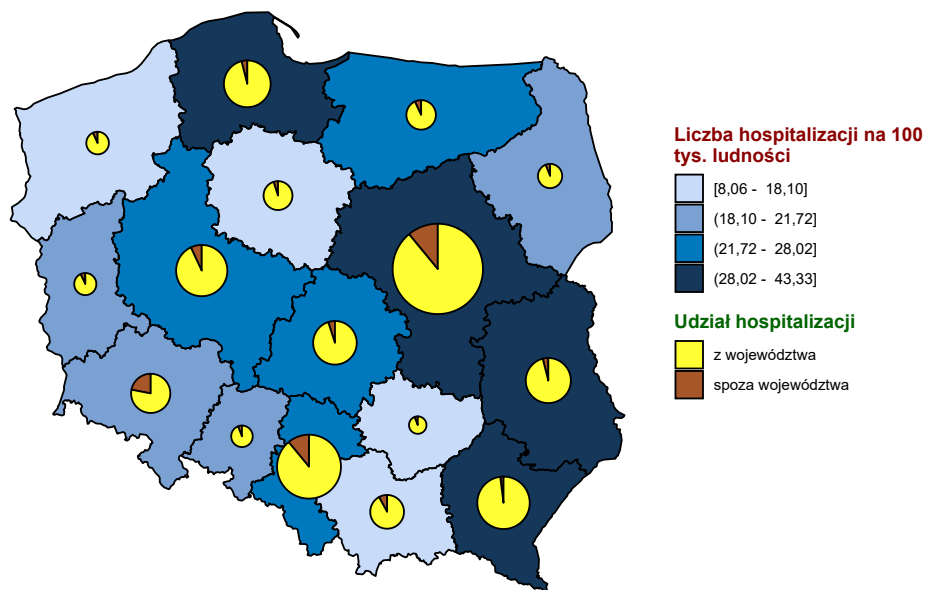 Liczba hospitalizacji na 100
tys. ludności
[8,06 - 18,10]
(18,10 - 21,72]
(21,72 - 28,02]
(28,02 - 43,33]
Udział hospitalizacji
z województwa
spoza województwa